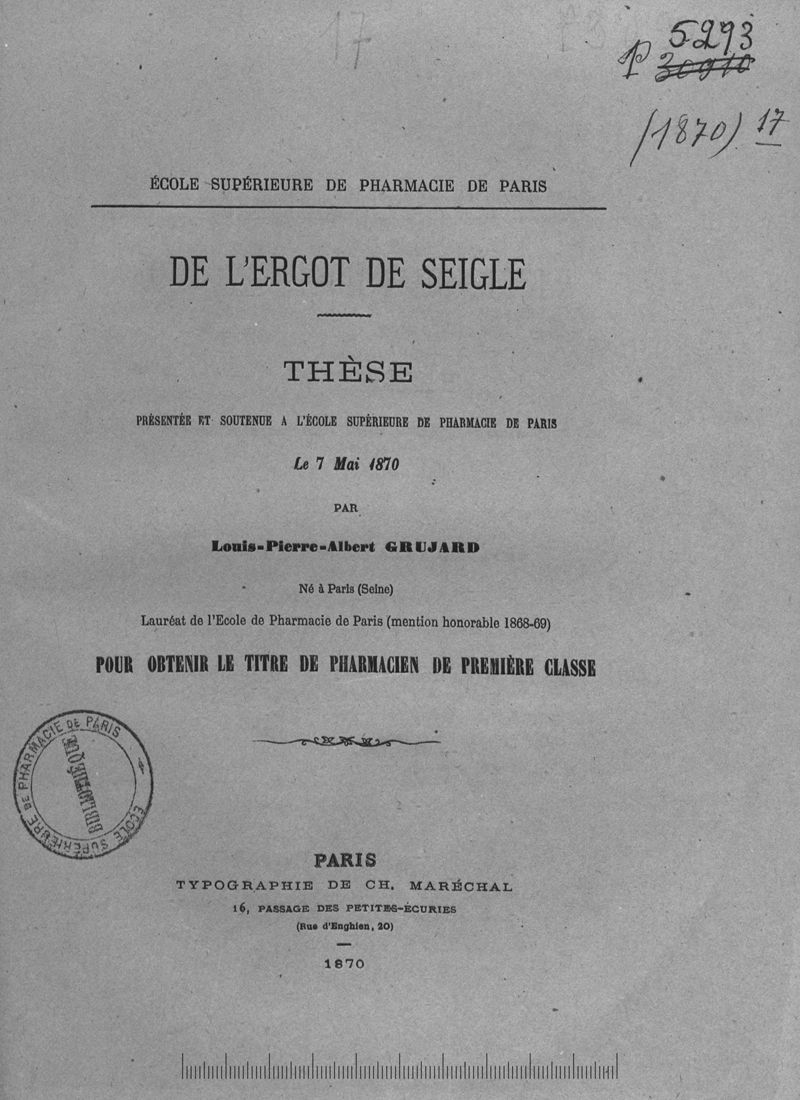 17
P 5293
30910
(1870) 17
ÉCOLE SUPÉRIEURE DE PHARMACIE DE PARIS
DE L'ERGOT DE SEIGLE
THÈSE
PRÉSENTÉE ET SOUTENUE A L'ÉCOLE SUPÉRIEURE DE PHARMACIE DE PARIS
Le 7 Mai 1870
PAR
Louis-Pierre-Albert GRUJARD
Né à Paris (Seine)
Lauréat de l'Ecole de Pharmacie de Paris (mention honorable 1868-69)
POUR OBTENIR LE TITRE DE PHARMACIEN DE PREMIÈRE CLASSE
ÉCOLE SUPÉRIEURE DE PHARMACIE DE PARIS
BIBLIOTHÈQUE
PARIS
TYPOGRAPHIE DE CH. MARÉCHAL
16, PASSAGE DES PETITES-ÉCURIES
(Rue d'Enghien, 20)
1870